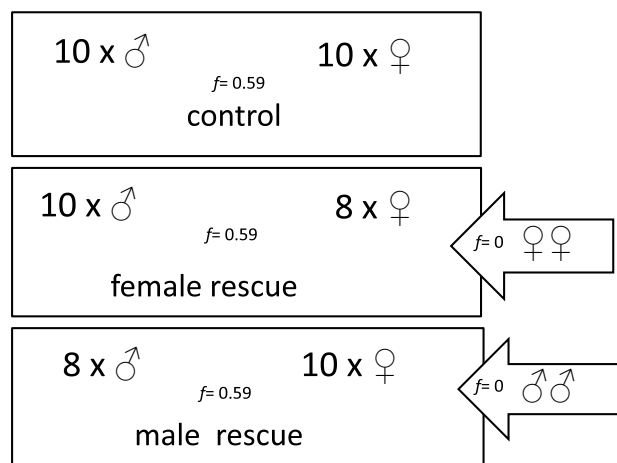 10 x ♂ 10 x ♀
f= 0.59
control
10 x ♂ 8 x ♀
f= 0.59 f= 0 ♀♀
female rescue
8 x ♂ 10 x ♀
f= 0.59 f= 0 ♂♂
male rescue